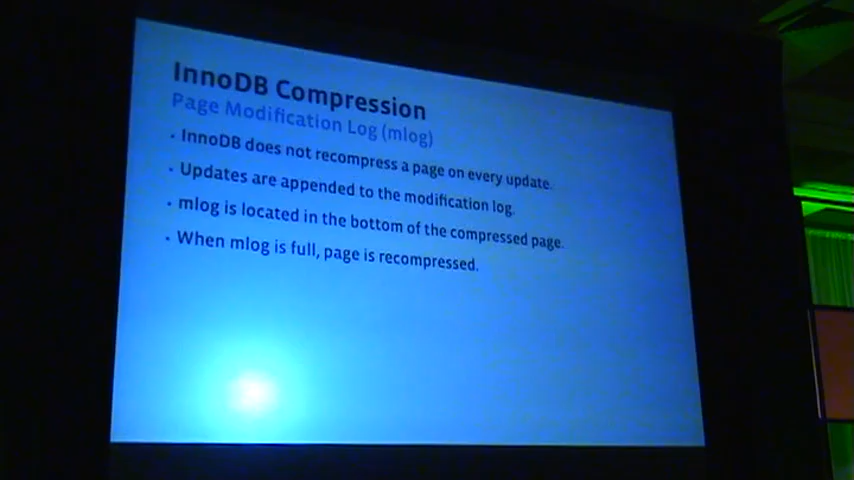 InnoDB Compression
Page Modification Log (mlog)
• InnoDB does not recompress a page on every update.
• Updates are appended to the modification log.
• mlog is located in the bottom of the compressed page.
• When mlog is full, page is recompressed.